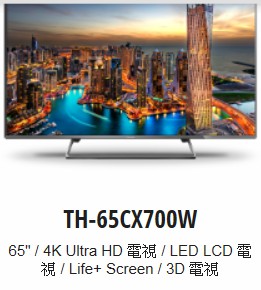 TH-65CX700W
65" / 4K Ultra HD 電視 / LED LCD 電
視 / Life+ Screen / 3D 電視